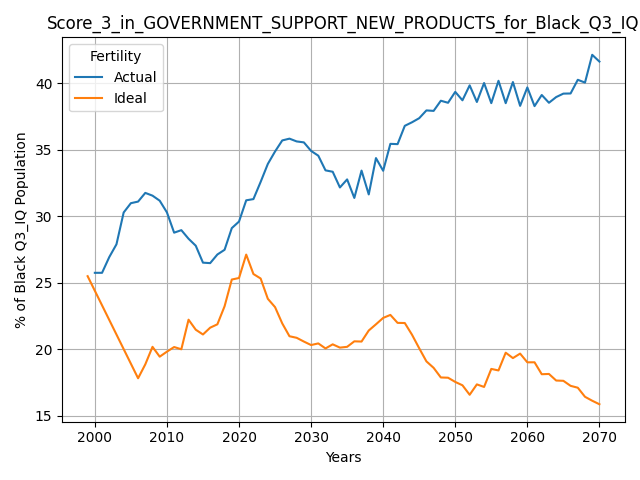 Score_3_in_GOVERNMENT_SUPPORT_NEW_PRODUCTS_for_Black_Q3_IQ
Fertility
Actual
Ideal
% of Black Q3_IQ Population
40
35
30
25
20
15
2000 2010 2020 2030 2040 2050 2060 2070
Years